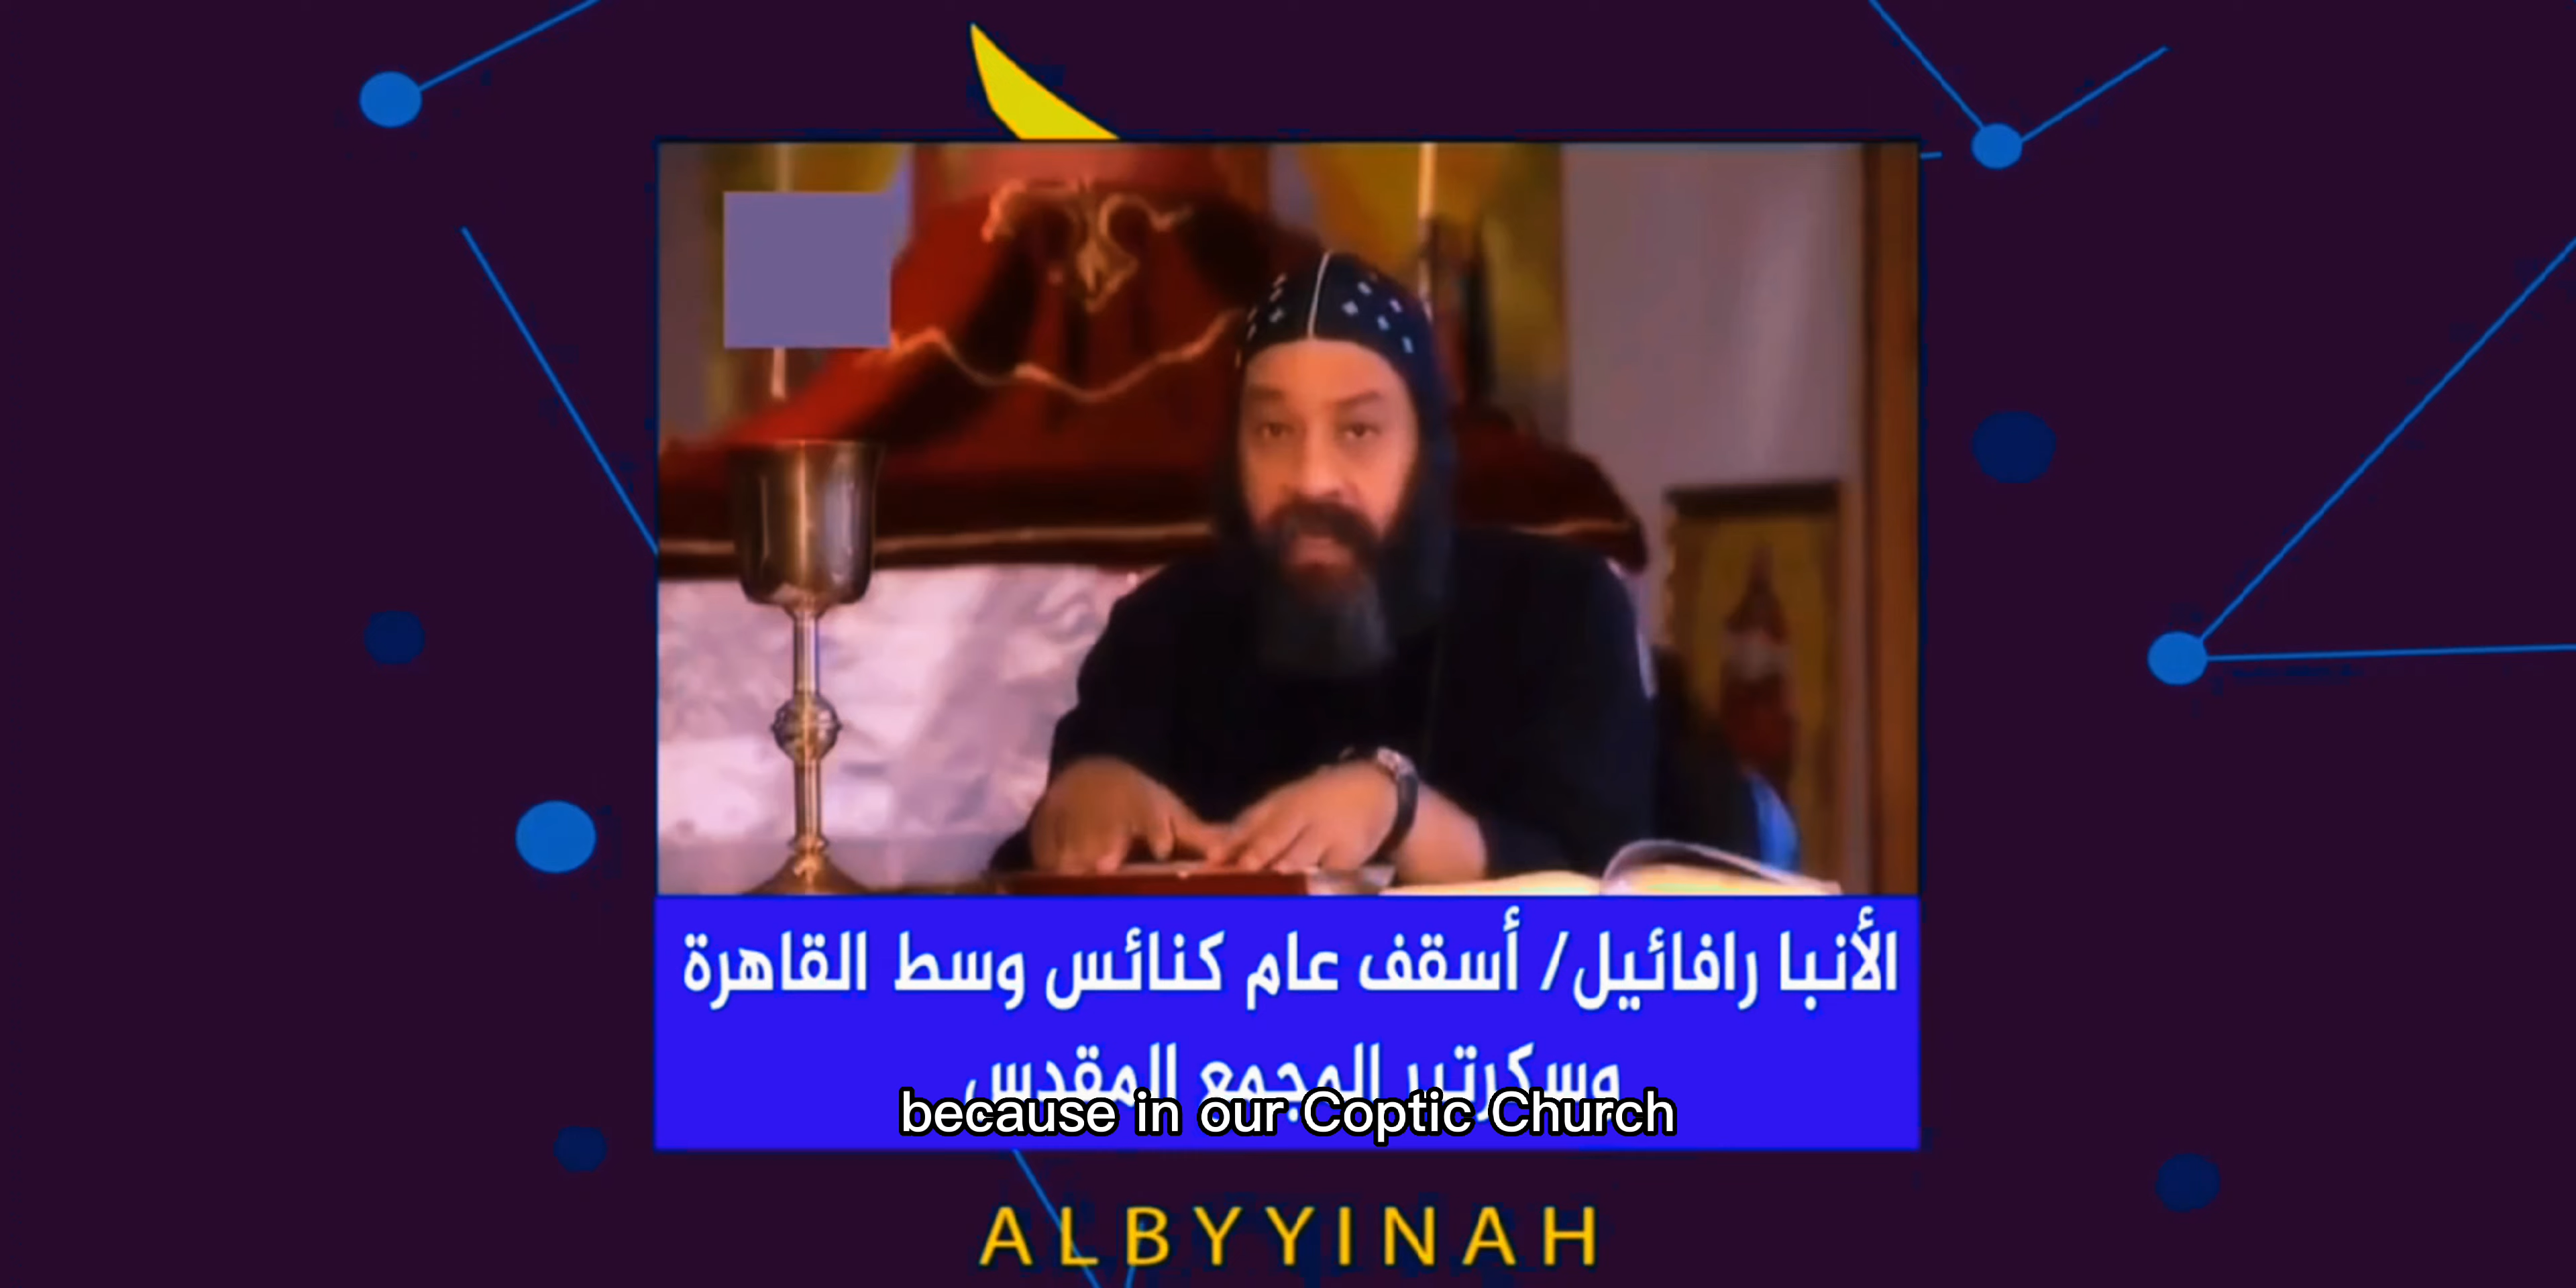 الأنبا رافائيل/ أسقف عام كنائس وسط القاهرة
وسكرتير المجمع المقدس
because in our Coptic Church
ALBYYINAH